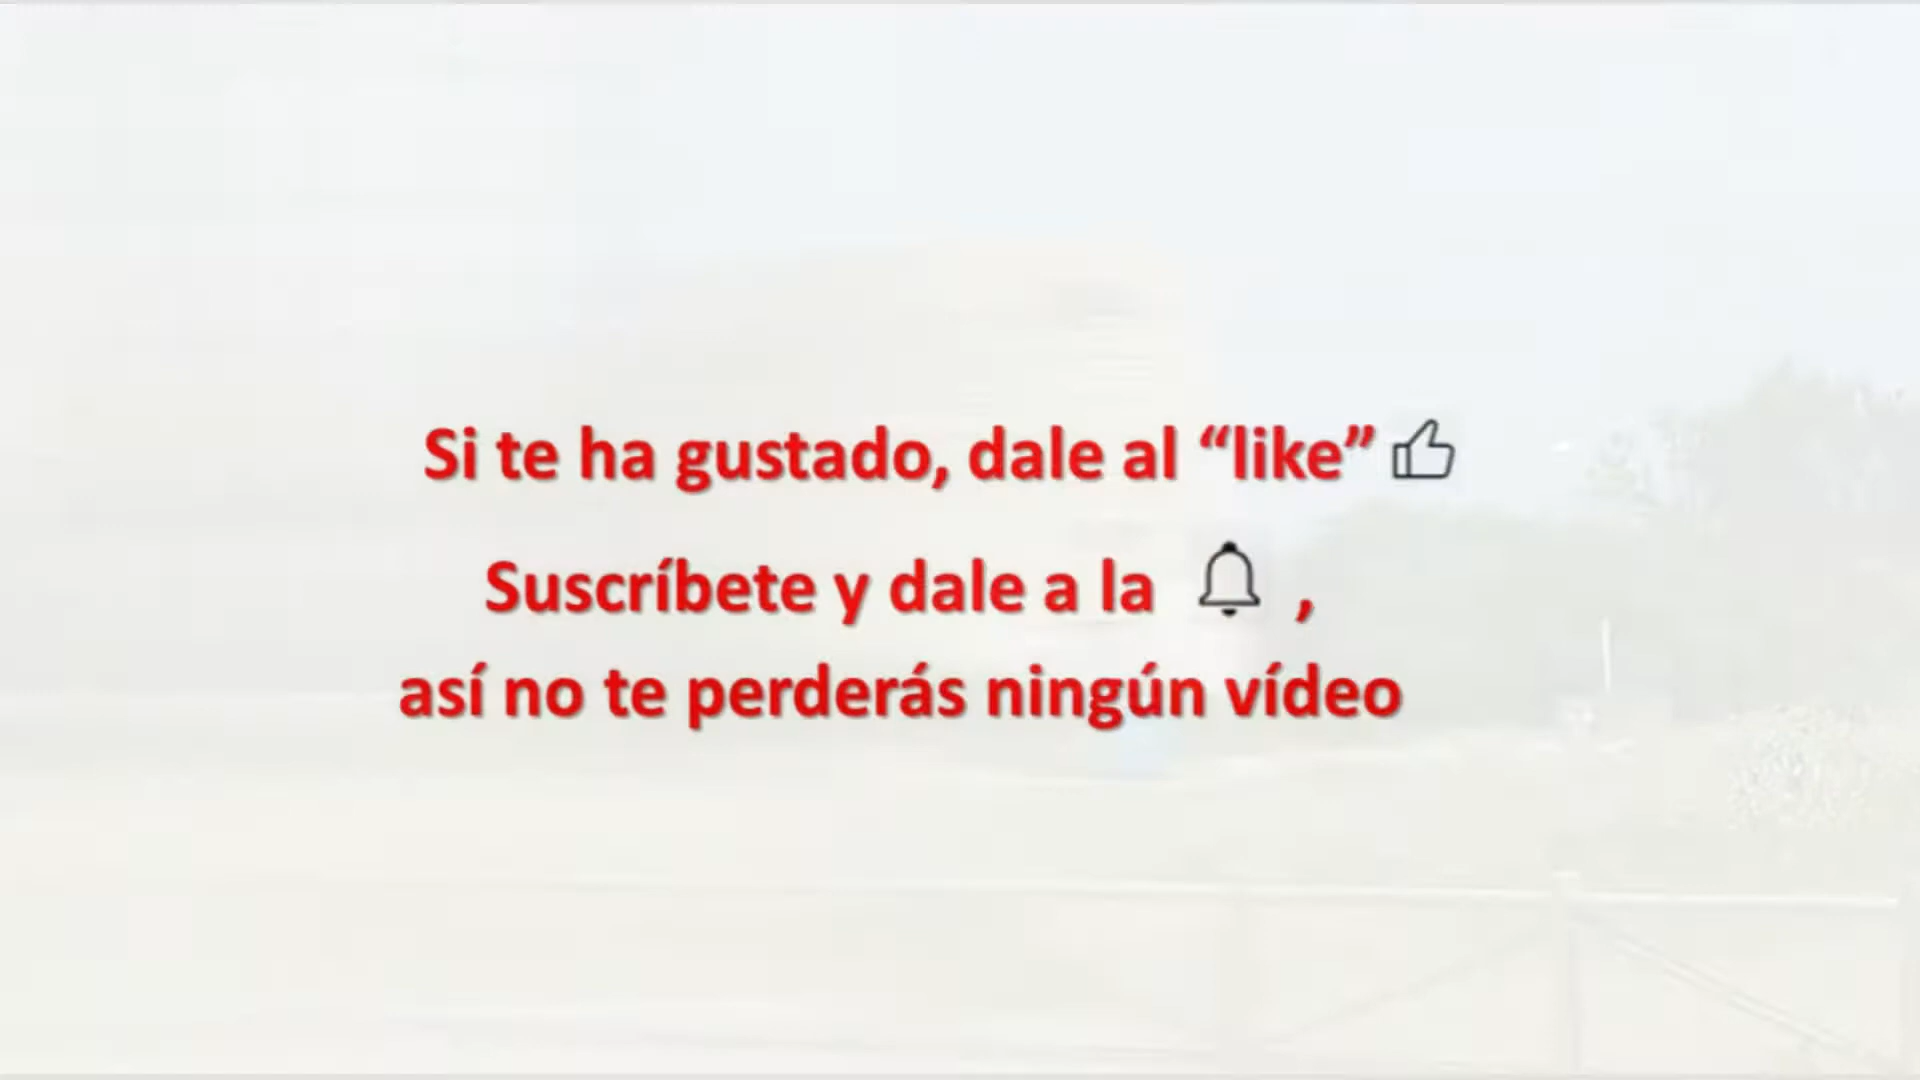 Si te ha gustado, dale al “like”
Suscríbete y dale a la ,
así no te perderás ningún vídeo